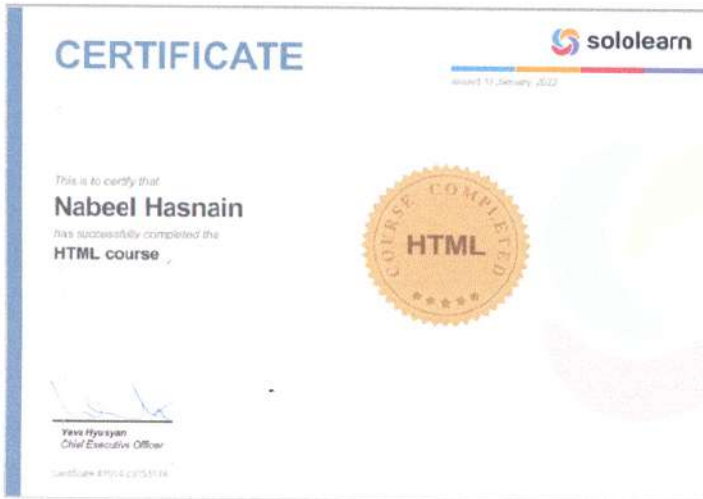 CERTIFICATE
sololearn
This is to certify that
Nabeel Hasnain
has successfully completed the
HTML course
COURSE COMPLETED
HTML
Yeva Hyusyan
Chief Executive Officer
Certificate